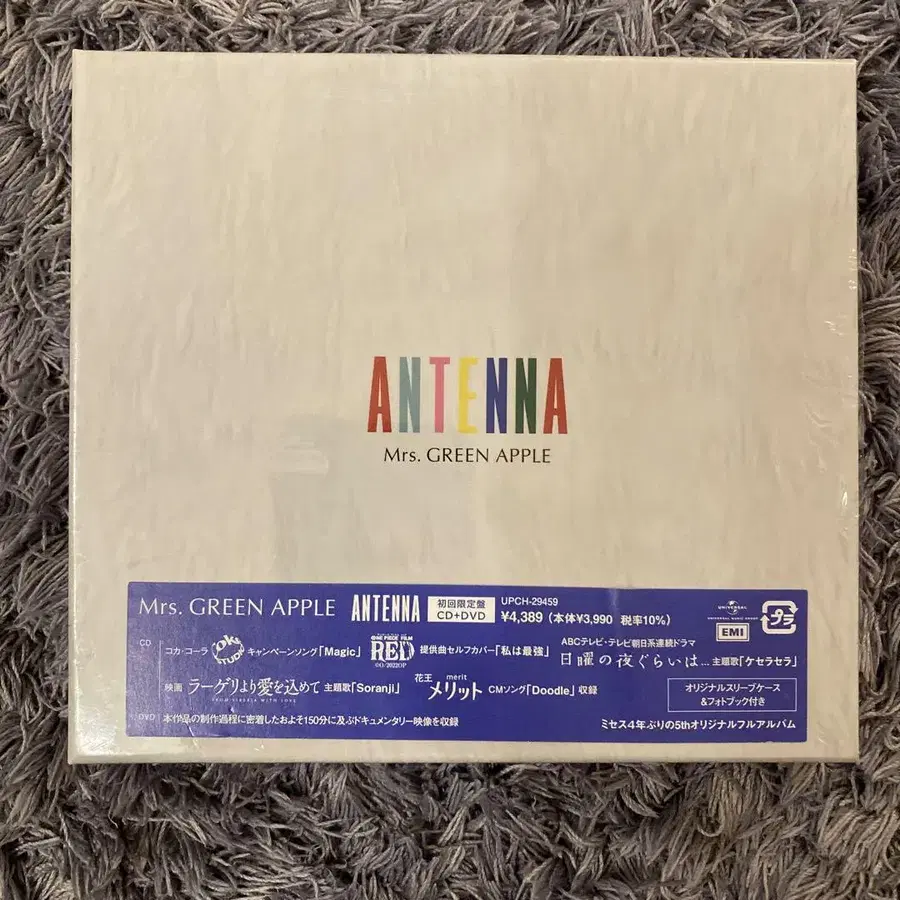 ANTENNA
Mrs. GREEN APPLE
Mrs. GREEN APPLE ANTENNA 初回限定盤 CD+DVD UPCH-29459 ¥4,389 (本体¥3,990 税率10%)
UNIVERSAL
UNIVERSAL MUSIC GROUP
EMI
プラ
CD コカ・コーラ キャンペーンソング「Magic」 ONE PIECE FILM RED 提供曲セルフカバー「私は最強」 ABCテレビ・テレビ朝日系連続ドラマ 日曜の夜ぐらいは... 主題歌「ケセラセラ」
©O/2022OP
映画 ラーゲリより愛を込めて 主題歌「Soranji」 花王 merit メリット CMソング「Doodle」収録
FROM SIBERIA WITH LOVE
オリジナルスリーブケース
&フォトブック付き
DVD 本作品の制作過程に密着したおよそ150分に及ぶドキュメンタリー映像を収録 ミセス4年ぶりの5thオリジナルフルアルバム